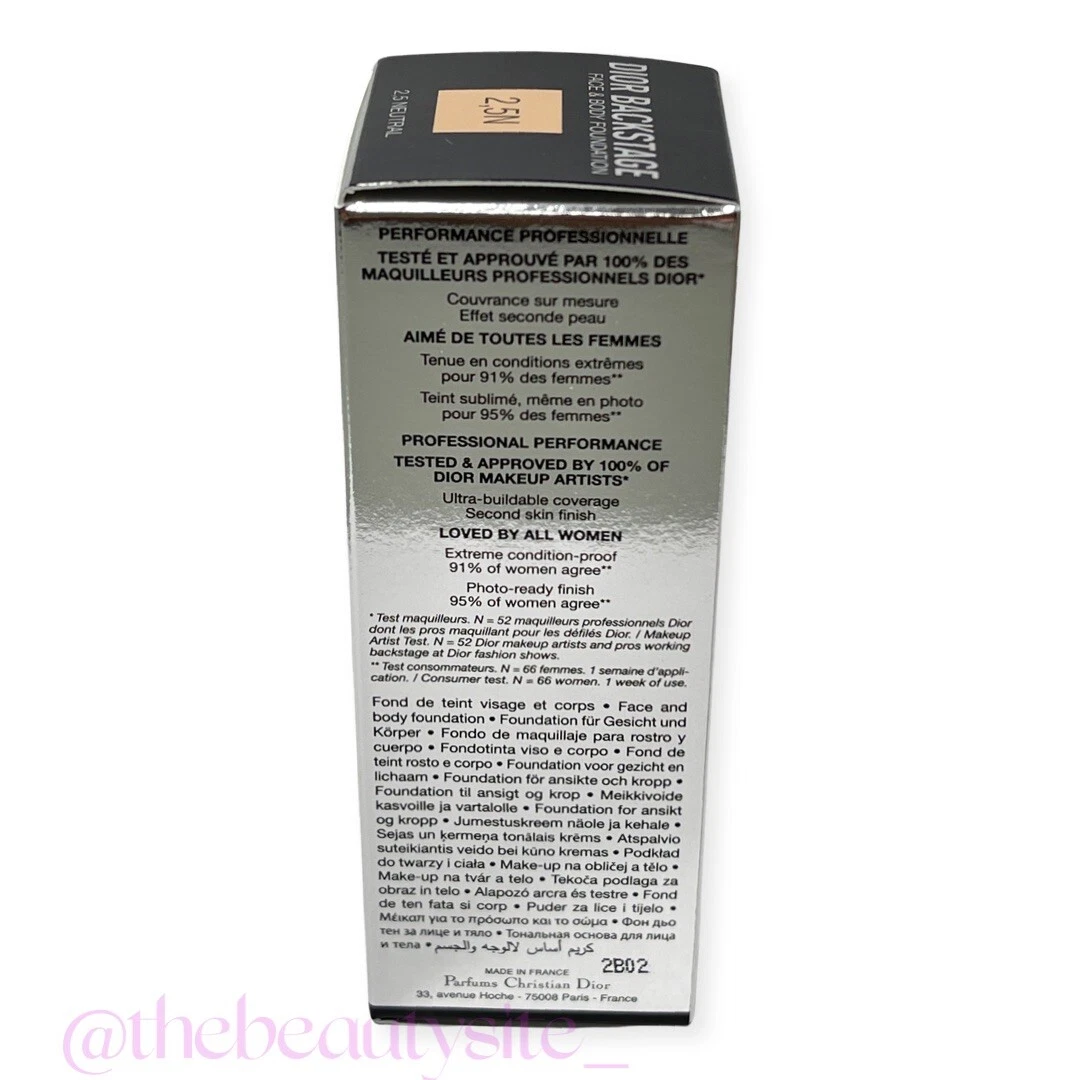 DIOR BACKSTAGE
FACE & BODY FOUNDATION
2,5N
2.5 NEUTRAL
PERFORMANCE PROFESSIONNELLE
TESTÉ ET APPROUVÉ PAR 100% DES
MAQUILLEURS PROFESSIONNELS DIOR*
Couvrance sur mesure
Effet seconde peau
AIMÉ DE TOUTES LES FEMMES
Tenue en conditions extrêmes
pour 91% des femmes**
Teint sublimé, même en photo
pour 95% des femmes**
PROFESSIONAL PERFORMANCE
TESTED & APPROVED BY 100% OF
DIOR MAKEUP ARTISTS*
Ultra-buildable coverage
Second skin finish
LOVED BY ALL WOMEN
Extreme condition-proof
91% of women agree**
Photo-ready finish
95% of women agree**
* Test maquilleurs. N = 52 maquilleurs professionnels Dior
dont les pros maquillant pour les défilés Dior. / Makeup
Artist Test. N = 52 Dior makeup artists and pros working
backstage at Dior fashion shows.
** Test consommateurs. N = 66 femmes. 1 semaine d'appli-
cation. / Consumer test. N = 66 women. 1 week of use.
Fond de teint visage et corps • Face and
body foundation • Foundation für Gesicht und
Körper • Fondo de maquillaje para rostro y
cuerpo • Fondotinta viso e corpo • Fond de
teint rosto e corpo • Foundation voor gezicht en
lichaam • Foundation för ansikte och kropp •
Foundation til ansigt og krop • Meikkivoide
kasvoille ja vartalolle • Foundation for ansikt
og kropp • Jumestuskreem näole ja kehale •
Sejas un ķermeņa tonālais krēms • Atspalvio
suteikiantis veido bei kūno kremas • Podkład
do twarzy i ciała • Make-up na obličej a tělo •
Make-up na tvár a telo • Tekoča podlaga za
obraz in telo • Alapozó arcra és testre • Fond
de ten fata si corp • Puder za lice i tijelo •
Μέικαπ για το πρόσωπο και το σώμα • Фон дьо
тен за лице и тяло • Тональная основа для лица
и тела • كريم أساس لالوجه والجسم
2B02
MADE IN FRANCE
Parfums Christian Dior
33, avenue Hoche - 75008 Paris - France
@thebeautysite_